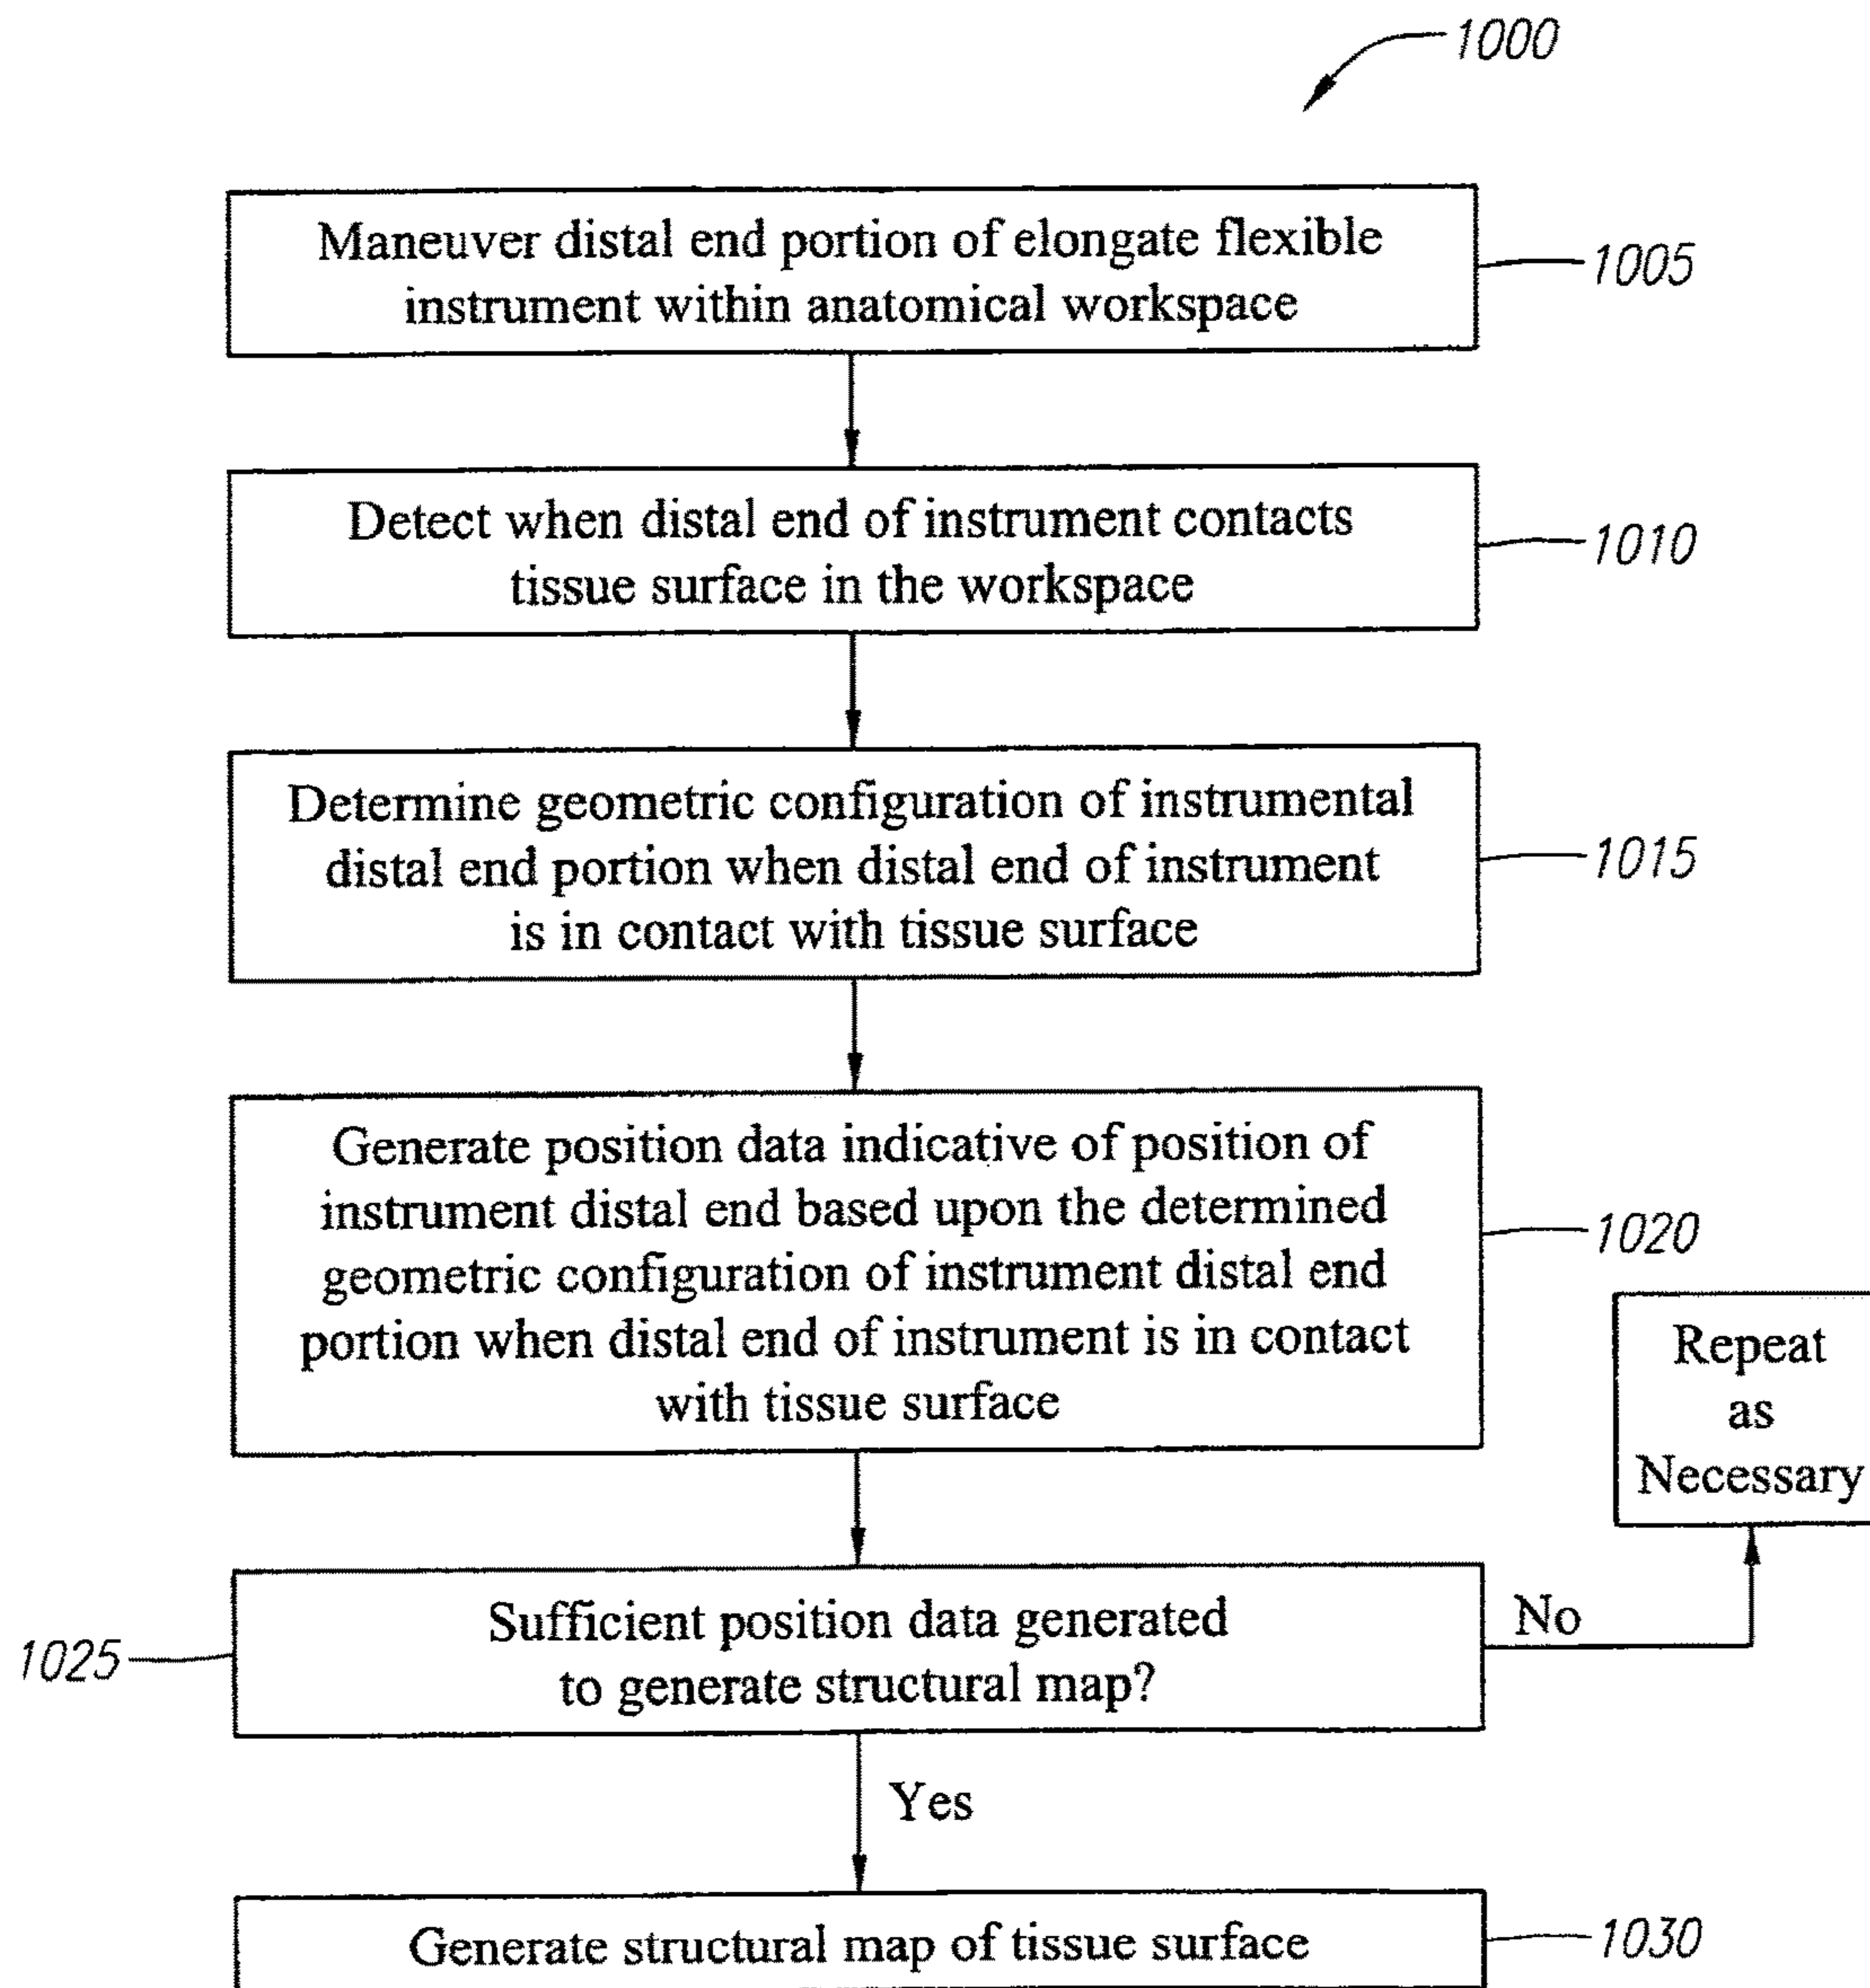 1000
Maneuver distal end portion of elongate flexible
instrument within anatomical workspace
1005
Detect when distal end of instrument contacts
tissue surface in the workspace
1010
Determine geometric configuration of instrumental
distal end portion when distal end of instrument
is in contact with tissue surface
1015
Generate position data indicative of position of
instrument distal end based upon the determined
geometric configuration of instrument distal end
portion when distal end of instrument is in contact
with tissue surface
1020
Repeat
as
Necessary
Sufficient position data generated
to generate structural map?
1025
No
Yes
Generate structural map of tissue surface
1030